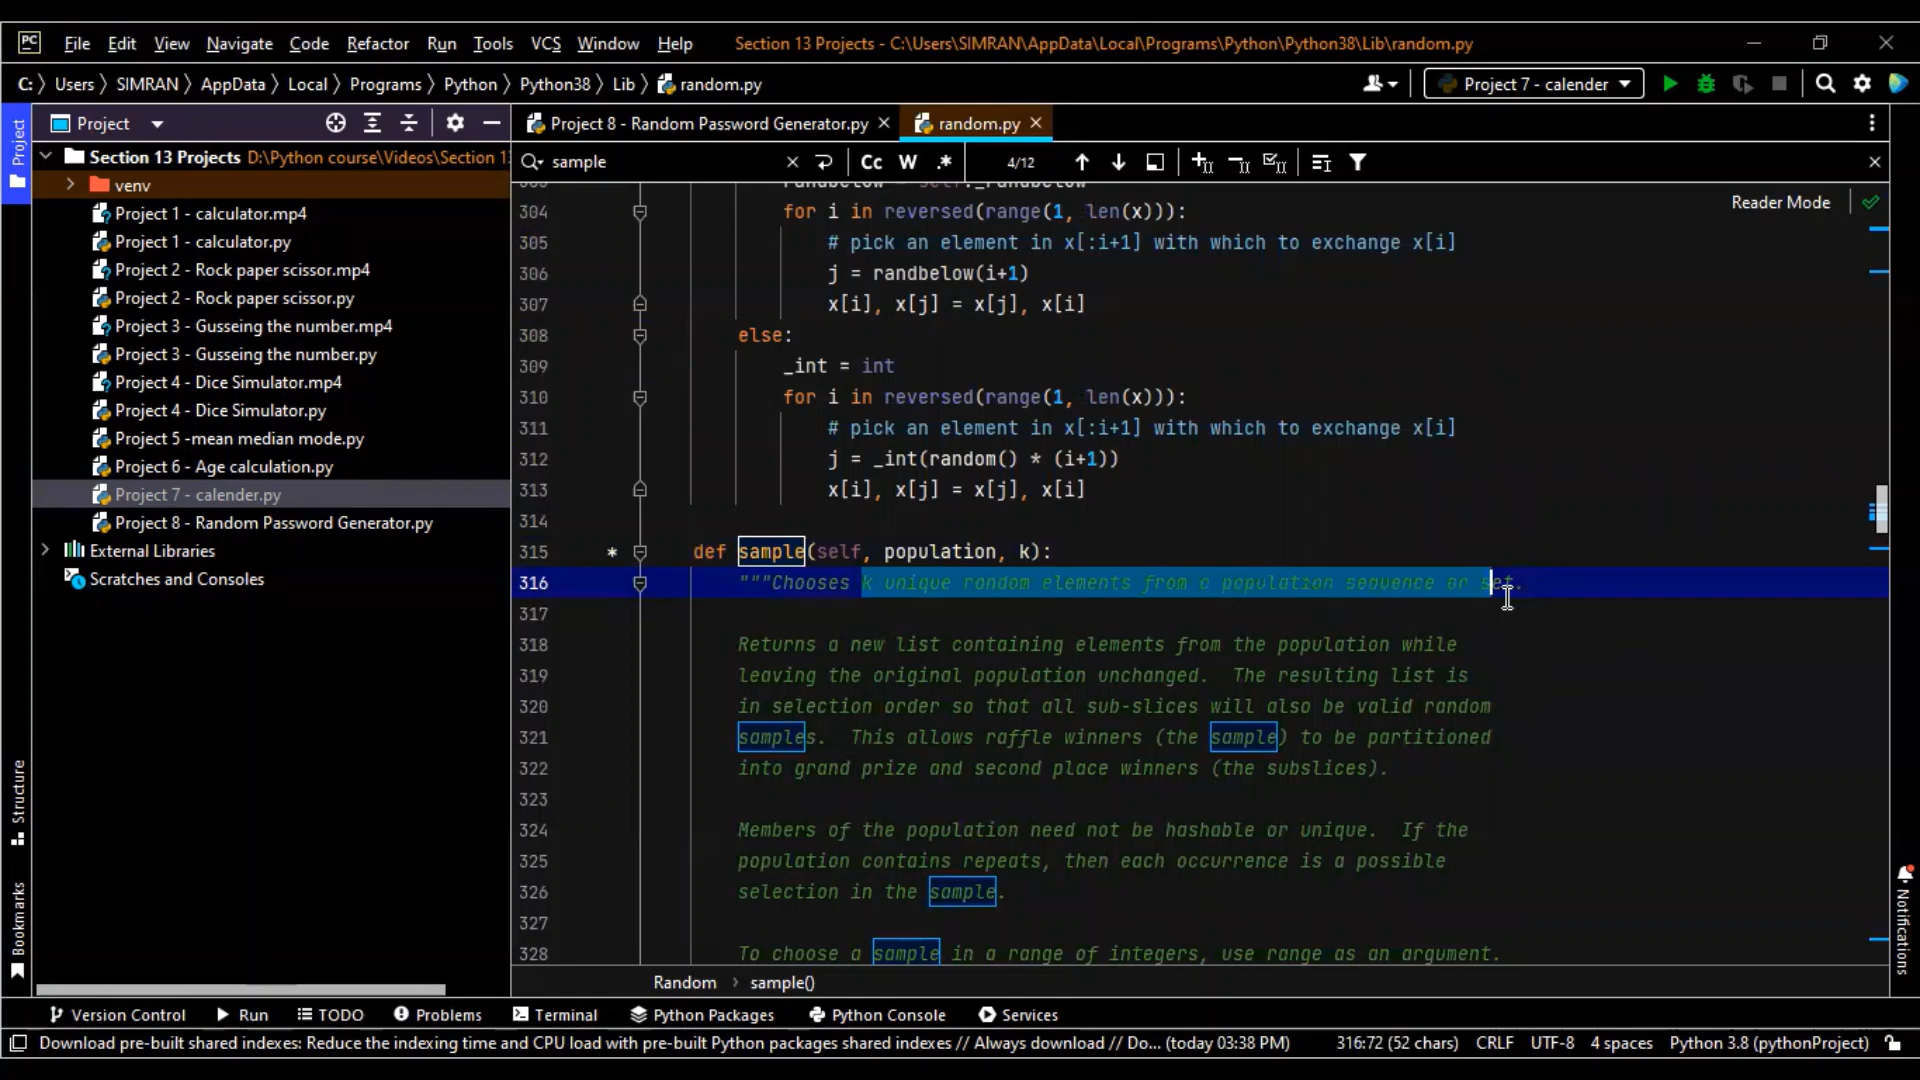 PC File Edit View Navigate Code Refactor Run Tools VCS Window Help Section 13 Projects - C:\Users\SIMRAN\AppData\Local\Programs\Python\Python38\Lib\random.py
C: Users SIMRAN AppData Local Programs Python Python38 Lib random.py Project 7 - calender
Project
Project 8 - Random Password Generator.py random.py
sample Cc W .* 4/12
Reader Mode
Project
Section 13 Projects D:\Python course\Videos\Section 1
venv
Project 1 - calculator.mp4
Project 1 - calculator.py
Project 2 - Rock paper scissor.mp4
Project 2 - Rock paper scissor.py
Project 3 - Gusseing the number.mp4
Project 3 - Gusseing the number.py
Project 4 - Dice Simulator.mp4
Project 4 - Dice Simulator.py
Project 5 -mean median mode.py
Project 6 - Age calculation.py
Project 7 - calender.py
Project 8 - Random Password Generator.py
External Libraries
Scratches and Consoles
304 for i in reversed(range(1, len(x))):
305 # pick an element in x[:i+1] with which to exchange x[i]
306 j = randbelow(i+1)
307 x[i], x[j] = x[j], x[i]
308 else:
309 _int = int
310 for i in reversed(range(1, len(x))):
311 # pick an element in x[:i+1] with which to exchange x[i]
312 j = _int(random() * (i+1))
313 x[i], x[j] = x[j], x[i]
314
315 * def sample(self, population, k):
316 """Chooses k unique random elements from a population sequence or set.
317
318 Returns a new list containing elements from the population while
319 leaving the original population unchanged. The resulting list is
320 in selection order so that all sub-slices will also be valid random
321 samples. This allows raffle winners (the sample) to be partitioned
322 into grand prize and second place winners (the subslices).
323
324 Members of the population need not be hashable or unique. If the
325 population contains repeats, then each occurrence is a possible
326 selection in the sample.
327
328 To choose a sample in a range of integers, use range as an argument.
Random sample()
Structure
Bookmarks
Notifications
Version Control Run TODO Problems Terminal Python Packages Python Console Services
Download pre-built shared indexes: Reduce the indexing time and CPU load with pre-built Python packages shared indexes // Always download // Do... (today 03:38 PM) 316:72 (52 chars) CRLF UTF-8 4 spaces Python 3.8 (pythonProject)